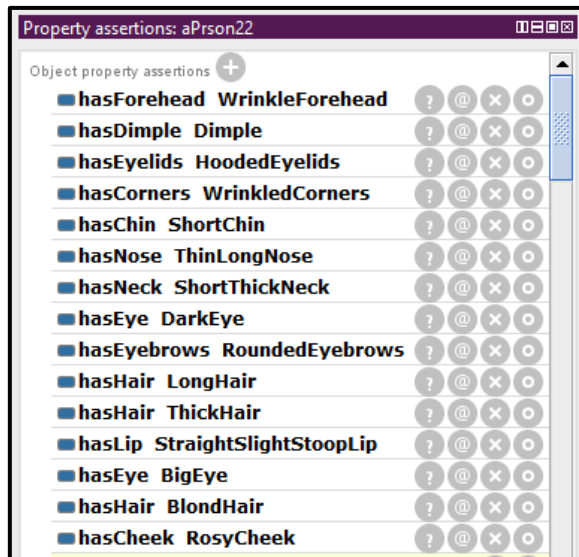 Property assertions: aPrson22
Object property assertions
hasForehead WrinkleForehead
hasDimple Dimple
hasEyelids HoodedEyelids
hasCorners WrinkledCorners
hasChin ShortChin
hasNose ThinLongNose
hasNeck ShortThickNeck
hasEye DarkEye
hasEyebrows RoundedEyebrows
hasHair LongHair
hasHair ThickHair
hasLip StraightSlightStoopLip
hasEye BigEye
hasHair BlondHair
hasCheek RosyCheek